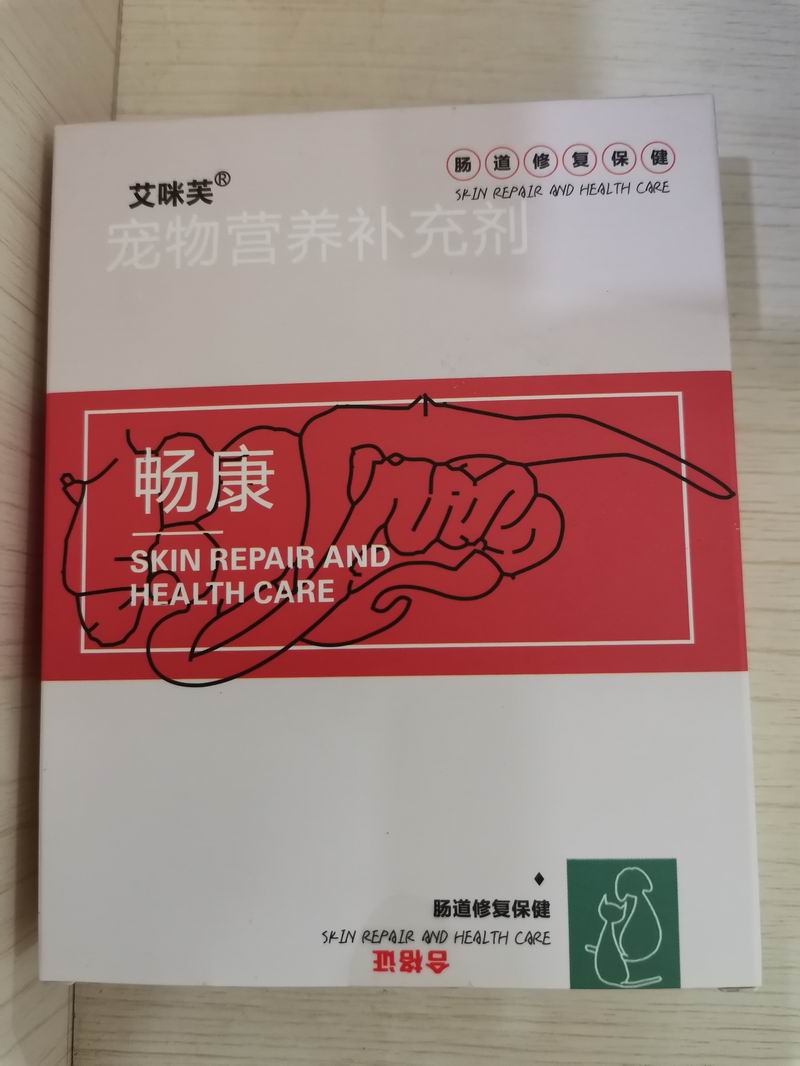 艾咪芙®
肠道修复保健
SKIN REPAIR AND HEALTH CARE
宠物营养补充剂
畅康
SKIN REPAIR AND
HEALTH CARE
肠道修复保健
SKIN REPAIR AND HEALTH CARE
合格证